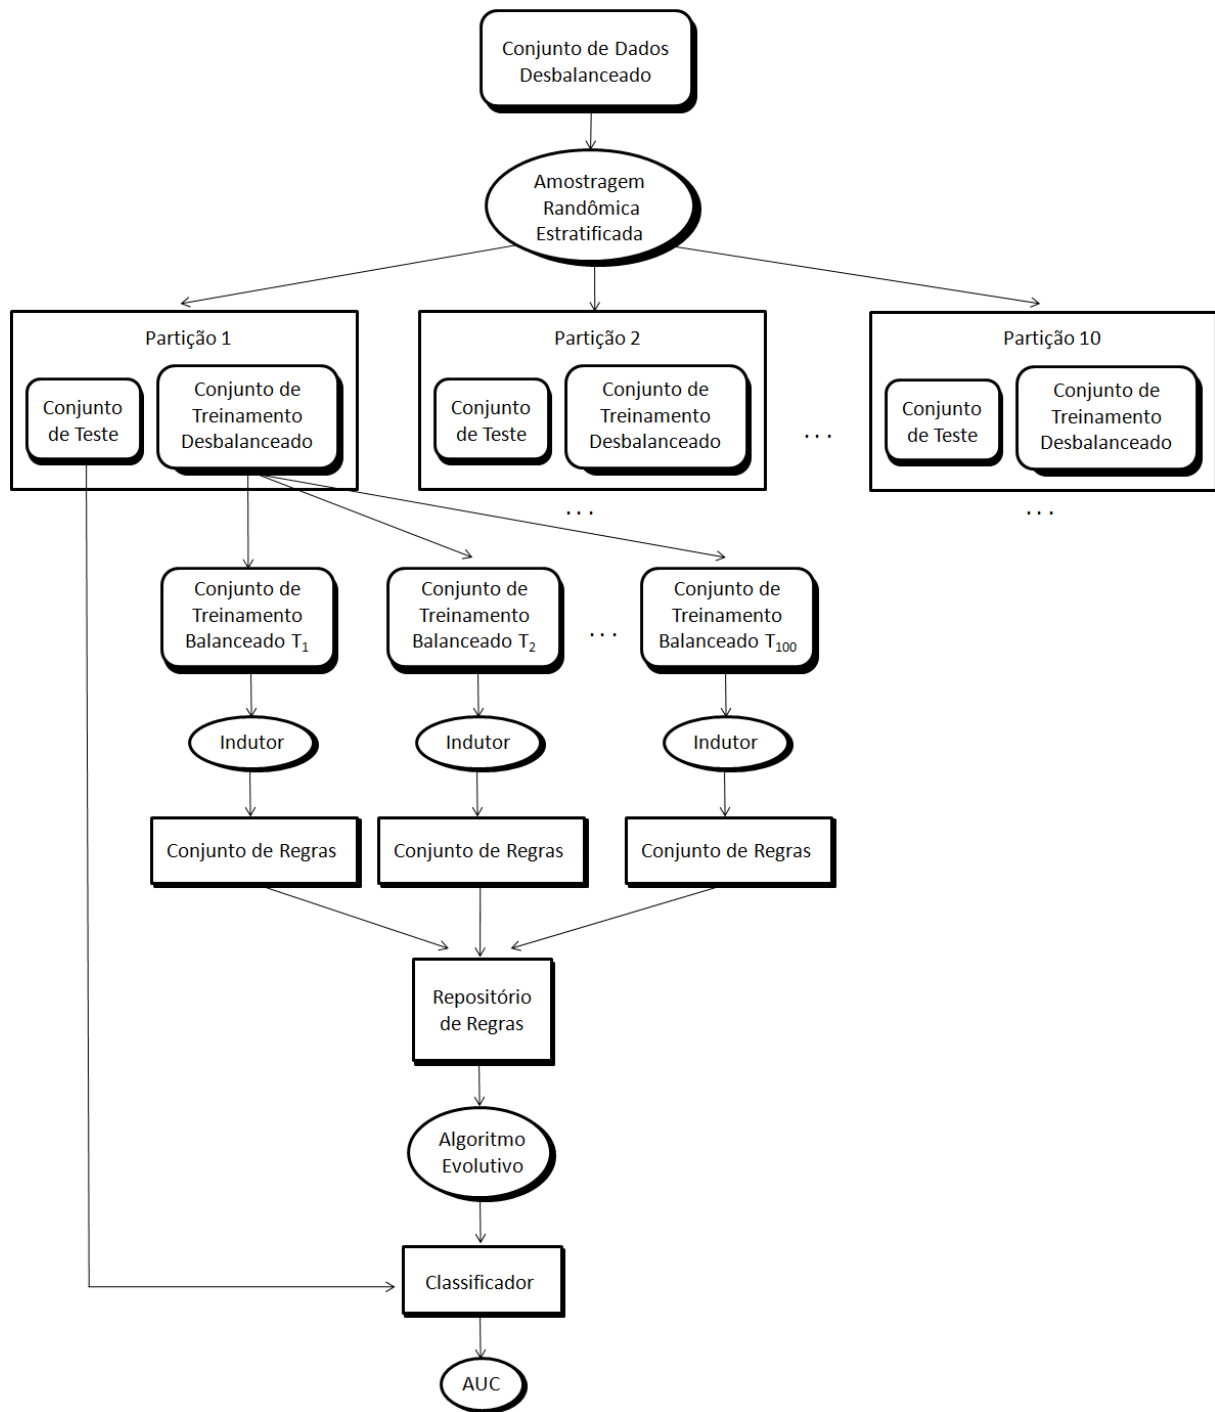 Conjunto de Dados
Desbalanceado
Amostragem
Randômica
Estratificada
Partição 1
Conjunto
de Teste
Conjunto de
Treinamento
Desbalanceado
Partição 2
Conjunto
de Teste
Conjunto de
Treinamento
Desbalanceado
. . .
Partição 10
Conjunto
de Teste
Conjunto de
Treinamento
Desbalanceado
. . .
. . .
Conjunto de
Treinamento
Balanceado T1
Conjunto de
Treinamento
Balanceado T2
. . .
Conjunto de
Treinamento
Balanceado T100
Indutor
Indutor
Indutor
Conjunto de Regras
Conjunto de Regras
Conjunto de Regras
Repositório
de Regras
Algoritmo
Evolutivo
Classificador
AUC